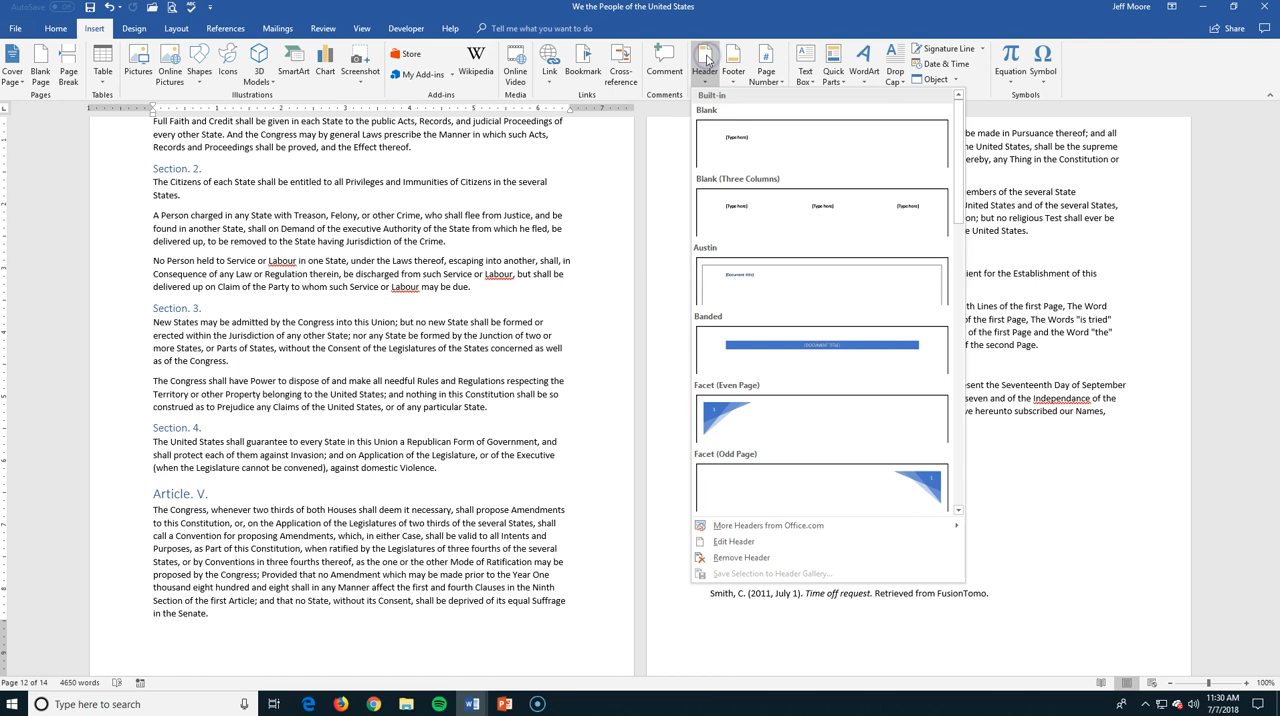 AutoSave Off
We the People of the United States
Jeff Moore
File Home Insert Design Layout References Mailings Review View Developer Help Tell me what you want to do
Share
Cover Page
Blank Page
Page Break
Pages
Table
Tables
Pictures
Online Pictures
Shapes
Icons
3D Models
SmartArt
Chart
Screenshot
Illustrations
Store
My Add-ins
Wikipedia
Add-ins
Online Video
Media
Link
Bookmark
Cross-reference
Links
Comment
Comments
Header
Footer
Page Number
Text Box
Quick Parts
WordArt
Drop Cap
Signature Line
Date & Time
Object
Equation
Symbol
Symbols
1 1 2 3 4 5 6 7
Full Faith and Credit shall be given in each State to the public Acts, Records, and judicial Proceedings of
every other State. And the Congress may by general Laws prescribe the Manner in which such Acts,
Records and Proceedings shall be proved, and the Effect thereof.
Section. 2.
The Citizens of each State shall be entitled to all Privileges and Immunities of Citizens in the several
States.
A Person charged in any State with Treason, Felony, or other Crime, who shall flee from Justice, and be
found in another State, shall on Demand of the executive Authority of the State from which he fled, be
delivered up, to be removed to the State having Jurisdiction of the Crime.
No Person held to Service or Labour in one State, under the Laws thereof, escaping into another, shall, in
Consequence of any Law or Regulation therein, be discharged from such Service or Labour, but shall be
delivered up on Claim of the Party to whom such Service or Labour may be due.
Section. 3.
New States may be admitted by the Congress into this Union; but no new State shall be formed or
erected within the Jurisdiction of any other State; nor any State be formed by the Junction of two or
more States, or Parts of States, without the Consent of the Legislatures of the States concerned as well
as of the Congress.
The Congress shall have Power to dispose of and make all needful Rules and Regulations respecting the
Territory or other Property belonging to the United States; and nothing in this Constitution shall be so
construed as to Prejudice any Claims of the United States, or of any particular State.
Section. 4.
The United States shall guarantee to every State in this Union a Republican Form of Government, and
shall protect each of them against Invasion; and on Application of the Legislature, or of the Executive
(when the Legislature cannot be convened), against domestic Violence.
Article. V.
The Congress, whenever two thirds of both Houses shall deem it necessary, shall propose Amendments
to this Constitution, or, on the Application of the Legislatures of two thirds of the several States, shall
call a Convention for proposing Amendments, which, in either Case, shall be valid to all Intents and
Purposes, as Part of this Constitution, when ratified by the Legislatures of three fourths of the several
States, or by Conventions in three fourths thereof, as the one or the other Mode of Ratification may be
proposed by the Congress; Provided that no Amendment which may be made prior to the Year One
thousand eight hundred and eight shall in any Manner affect the first and fourth Clauses in the Ninth
Section of the first Article; and that no State, without its Consent, shall be deprived of its equal Suffrage
in the Senate.
Built-in
Blank
[Type here]
Blank (Three Columns)
[Type here] [Type here] [Type here]
Austin
[Document title]
Banded
[DOCUMENT TITLE]
Facet (Even Page)
1
Facet (Odd Page)
1
More Headers from Office.com
Edit Header
Remove Header
Save Selection to Header Gallery...
be made in Pursuance thereof; and all
he United States, shall be the supreme
ereby, any Thing in the Constitution or
embers of the several State
United States and of the several States,
on; but no religious Test shall ever be
e United States.
ient for the Establishment of this
th Lines of the first Page, The Word
of the first Page, The Words "is tried"
of the first Page and the Word "the"
of the second Page.
esent the Seventeenth Day of September
seven and of the Independance of the
ve hereunto subscribed our Names,
Smith, C. (2011, July 1). Time off request. Retrieved from FusionTomo.
Page 12 of 14 4650 words
100%
Type here to search
11:30 AM
7/7/2018